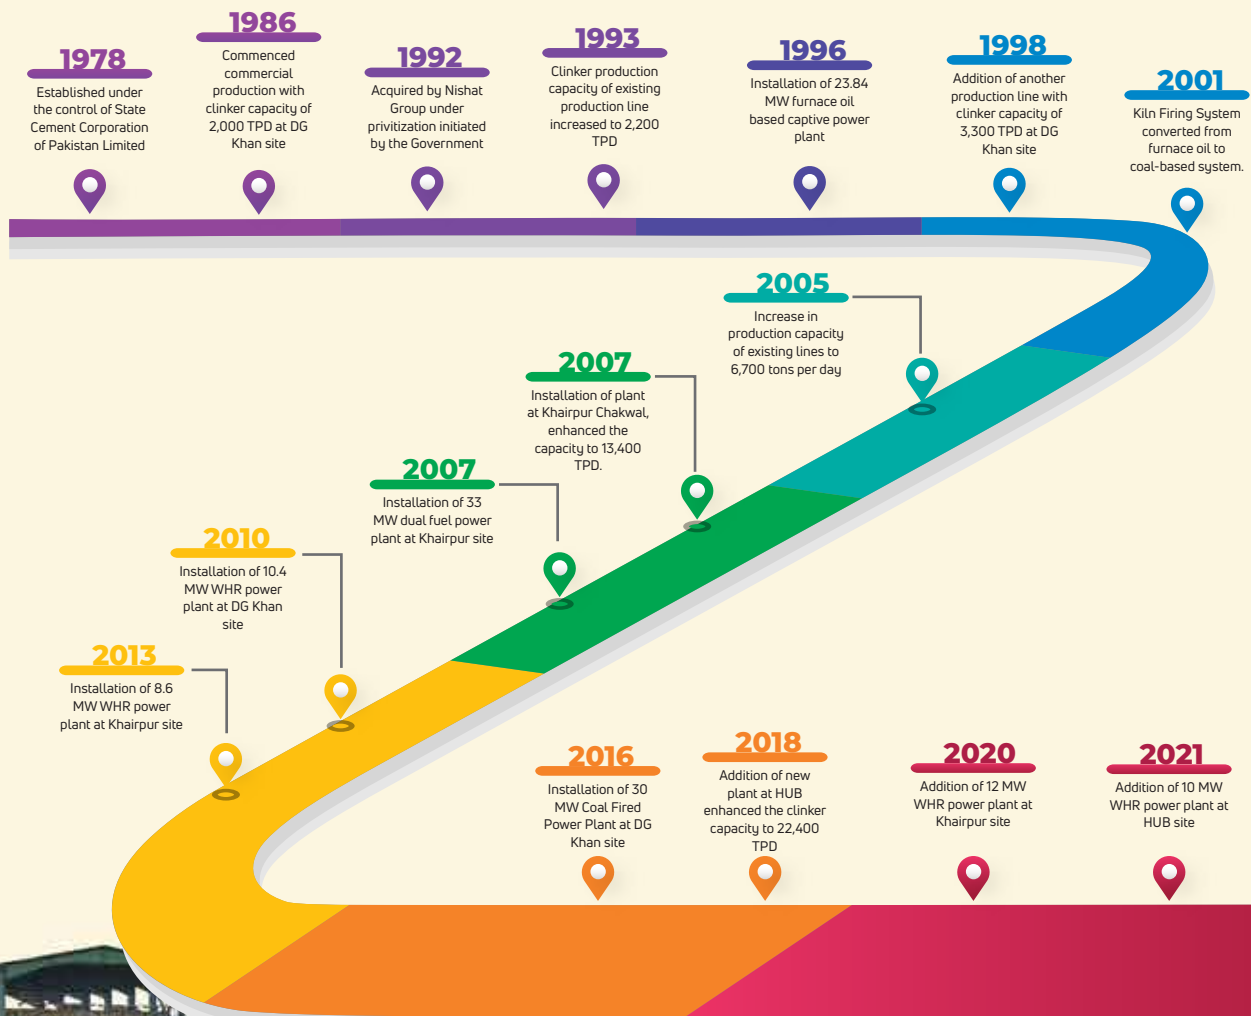 1978
Established under
the control of State
Cement Corporation
of Pakistan Limited
1986
Commenced
commercial
production with
clinker capacity of
2,000 TPD at DG
Khan site
1992
Acquired by Nishat
Group under
privitization initiated
by the Government
1993
Clinker production
capacity of existing
production line
increased to 2,200
TPD
1996
Installation of 23.84
MW furnace oil
based captive power
plant
1998
Addition of another
production line with
clinker capacity of
3,300 TPD at DG
Khan site
2001
Kiln Firing System
converted from
furnace oil to
coal-based system.
2005
Increase in
production capacity
of existing lines to
6,700 tons per day
2007
Installation of plant
at Khairpur Chakwal,
enhanced the
capacity to 13,400
TPD.
2007
Installation of 33
MW dual fuel power
plant at Khairpur site
2010
Installation of 10.4
MW WHR power
plant at DG Khan
site
2013
Installation of 8.6
MW WHR power
plant at Khairpur site
2016
Installation of 30
MW Coal Fired
Power Plant at DG
Khan site
2018
Addition of new
plant at HUB
enhanced the clinker
capacity to 22,400
TPD
2020
Addition of 12 MW
WHR power plant at
Khairpur site
2021
Addition of 10 MW
WHR power plant at
HUB site